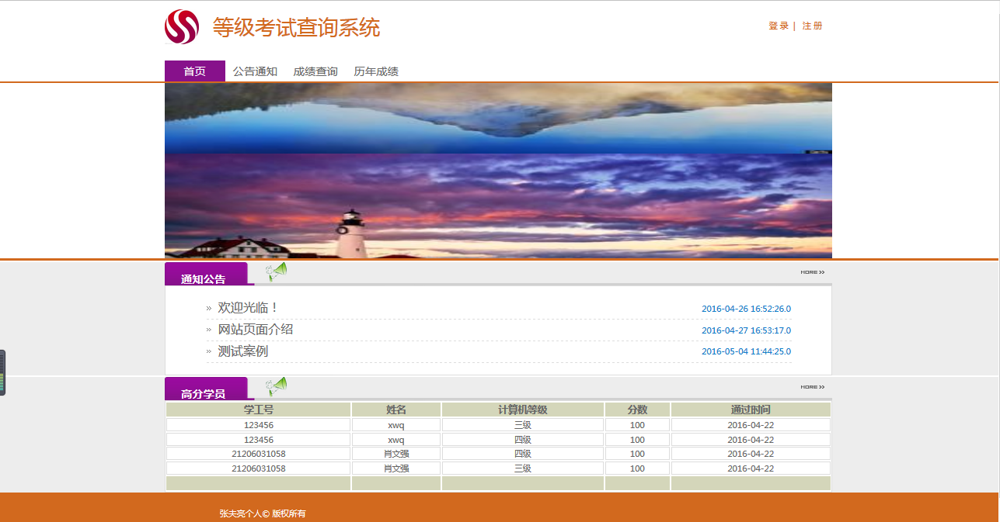 等级考试查询系统
登录 | 注册
首页 公告通知 成绩查询 历年成绩
通知公告 MORE >>
» 欢迎光临！ 2016-04-26 16:52:26.0
» 网站页面介绍 2016-04-27 16:53:17.0
» 测试案例 2016-05-04 11:44:25.0
高分学员 MORE >>
学工号 姓名 计算机等级 分数 通过时间
123456 xwq 三级 100 2016-04-22
123456 xwq 四级 100 2016-04-22
21206031058 肖文强 四级 100 2016-04-22
21206031058 肖文强 三级 100 2016-04-22
张夫亮个人© 版权所有